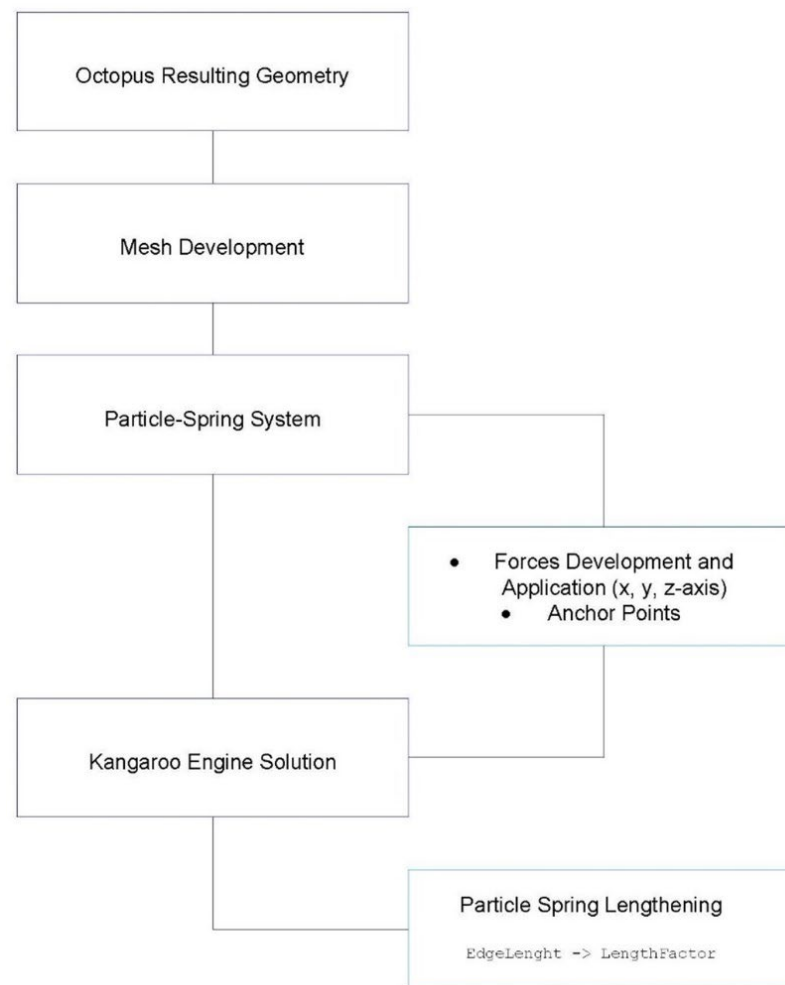 Octopus Resulting Geometry
Mesh Development
Particle-Spring System
• Forces Development and
Application (x, y, z-axis)
• Anchor Points
Kangaroo Engine Solution
Particle Spring Lengthening
EdgeLenght -> LengthFactor